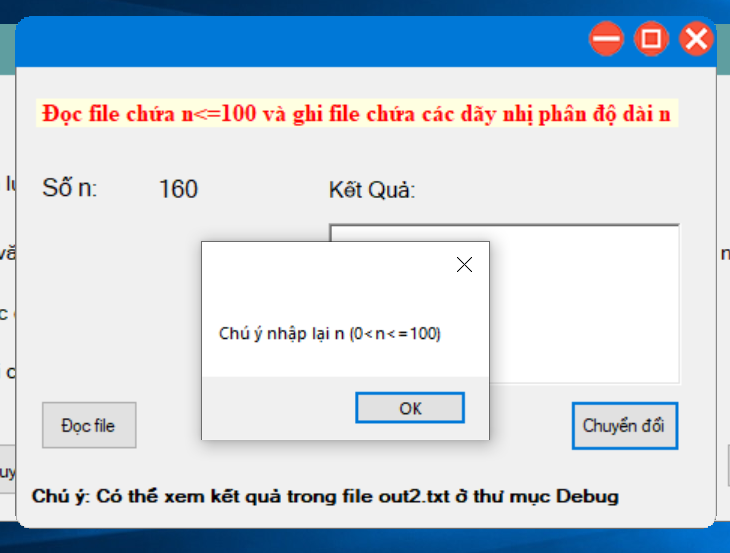 Đọc file chứa n<=100 và ghi file chứa các dãy nhị phân độ dài n
Số n: 160 Kết Quả:
Chú ý nhập lại n (0<n<=100)
OK
Đọc file Chuyển đổi
Chú ý: Có thể xem kết quả trong file out2.txt ở thư mục Debug